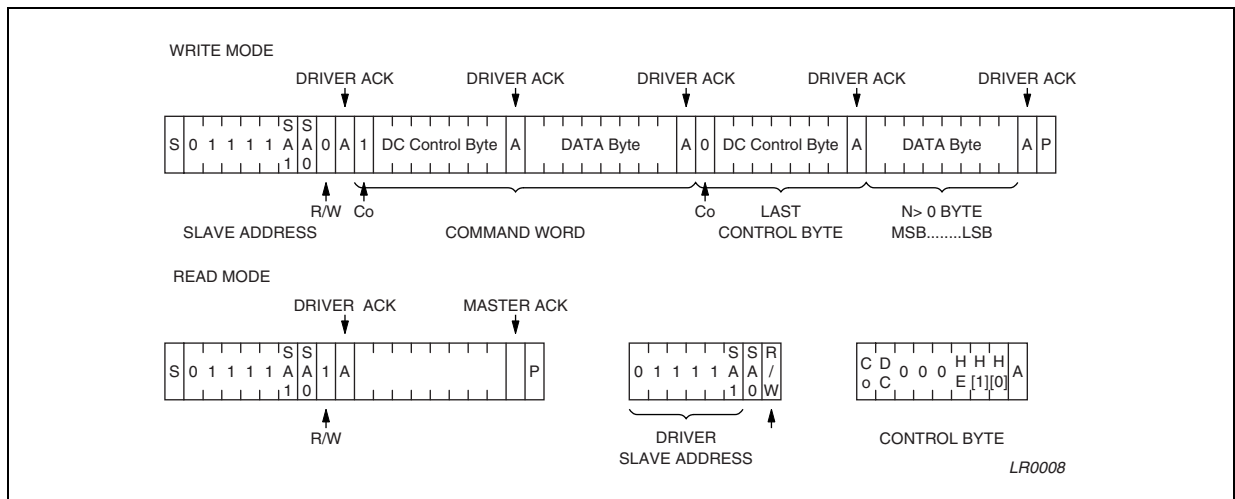 WRITE MODE
DRIVER ACK DRIVER ACK DRIVER ACK DRIVER ACK DRIVER ACK
S 0 1 1 1 1 SA1 SA0 0 A 1 DC Control Byte A DATA Byte A 0 DC Control Byte A DATA Byte A P
R/W Co Co LAST N> 0 BYTE
SLAVE ADDRESS COMMAND WORD CONTROL BYTE MSB........LSB
READ MODE
DRIVER ACK MASTER ACK
S 0 1 1 1 1 SA1 SA0 1 A P
0 1 1 1 1 SA1 SA0 R/W
Co DC 0 0 0 HE H[1] H[0] A
R/W
DRIVER
SLAVE ADDRESS
CONTROL BYTE
LR0008